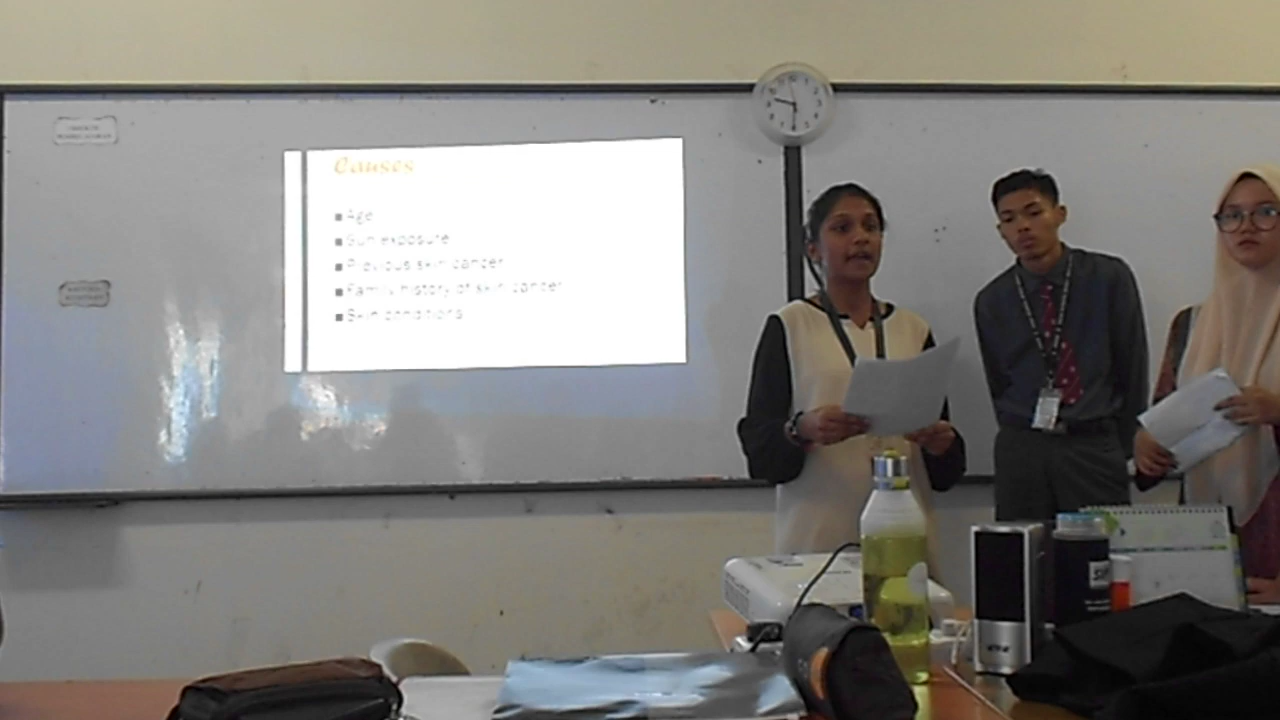 Causes
Age
Sun exposure
Previous skin cancer
Family history of skin cancer
Skin conditions